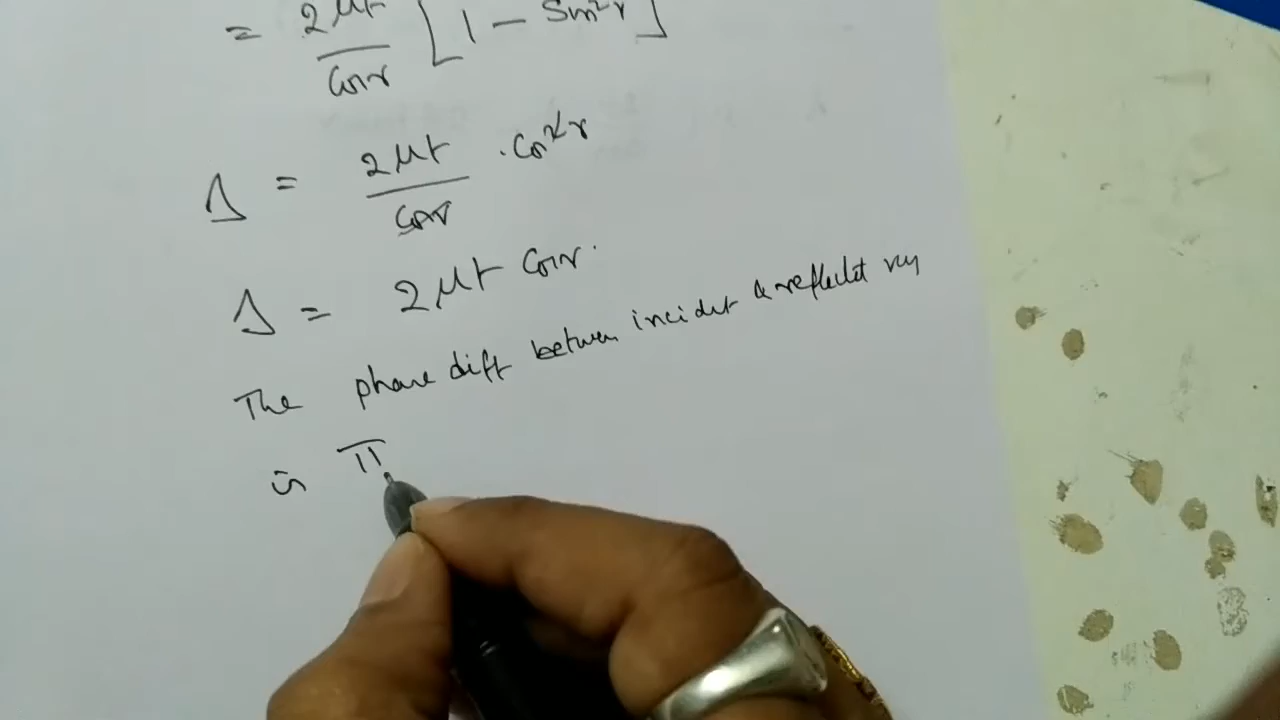 = 2μt / Cosr [1 - Sin²r]
Δ = 2μt / Cosr . Cos²r
Δ = 2μt Cosr.
The phase diff between incident & reflected ray
is π